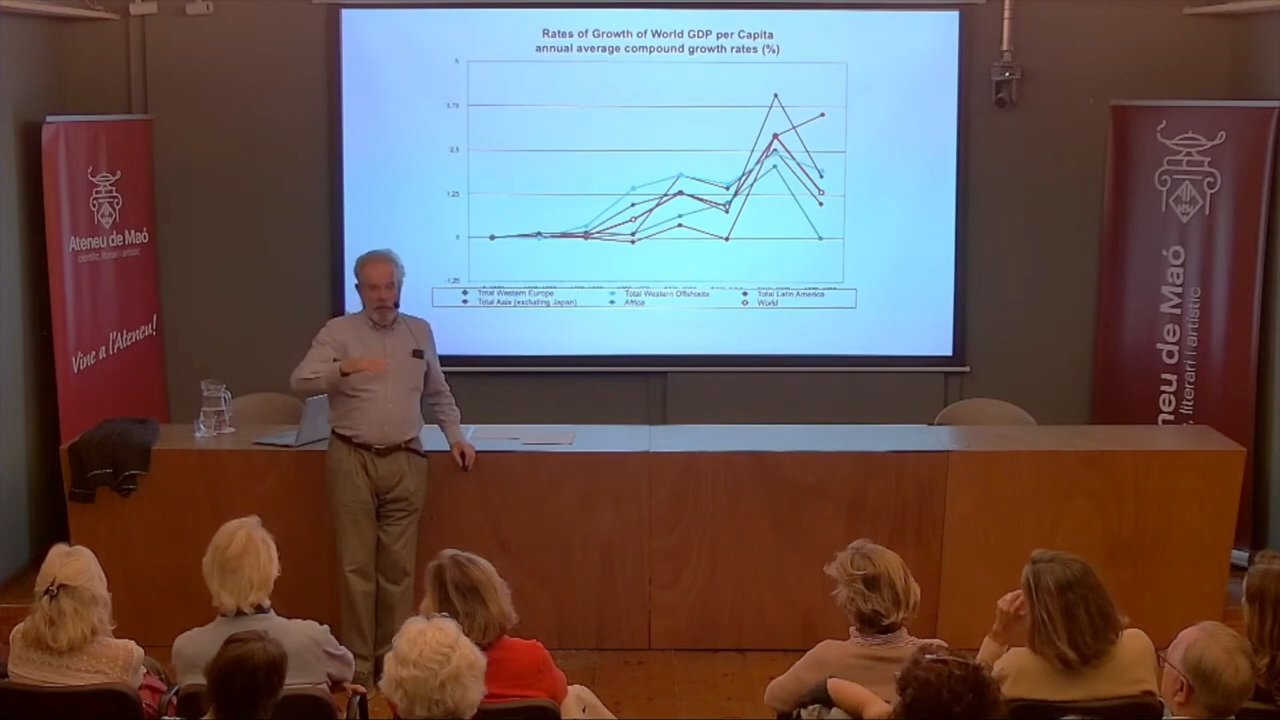 Rates of Growth of World GDP per Capita
annual average compound growth rates (%)
5
3,75
2,5
1,25
0
-1,25
Total Western Europe
Total Western Offshoots
Total Latin America
Total Asia (excluding Japan)
Africa
World
Ateneu de Maó
científic, literari i artístic
Vine a l'Ateneu!
neu de Maó
, literari i artístic